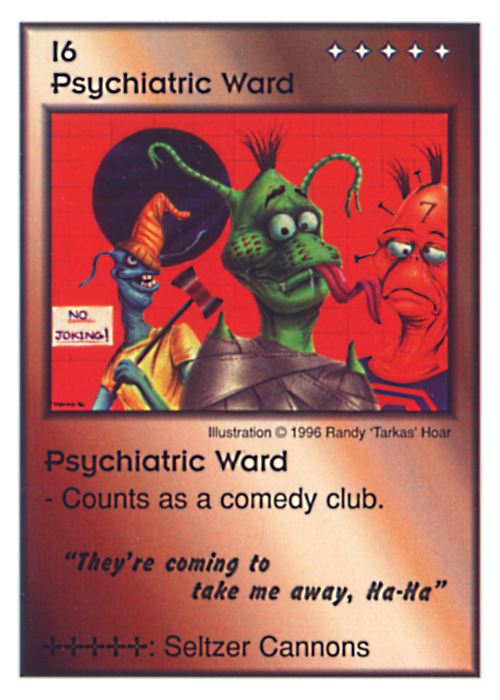 16
Psychiatric Ward
NO
JOKING!
7
Illustration © 1996 Randy 'Tarkas' Hoar
Psychiatric Ward
- Counts as a comedy club.
"They're coming to
take me away, Ha-Ha"
✢✢✢✢✢: Seltzer Cannons